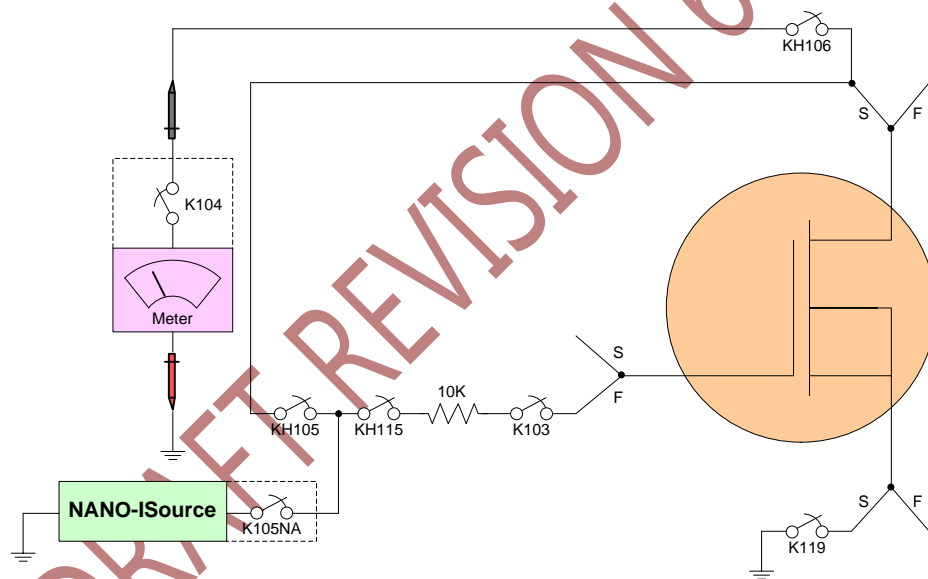 KH106
S
F
K104
Meter
S
F
10K
KH105
KH115
K103
NANO-ISource
K105NA
S
F
K119
DRAFT REVISION